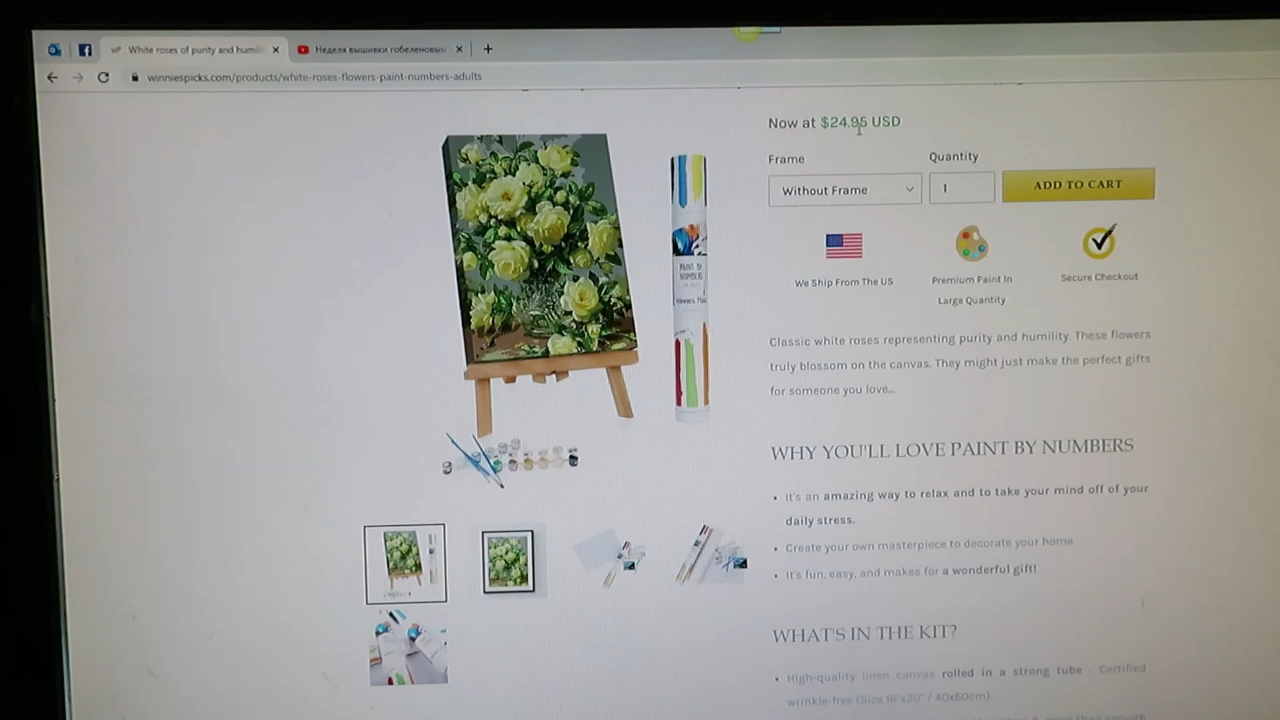 White roses of purity and humili
Неделя вышивки гобеленовым
winniespicks.com/products/white-roses-flowers-paint-numbers-adults
Now at $24.95 USD
Frame
Quantity
Without Frame
1
ADD TO CART
We Ship From The US
Premium Paint In
Large Quantity
Secure Checkout
PAINT BY
NUMBERS
Classic white roses representing purity and humility. These flowers
truly blossom on the canvas. They might just make the perfect gifts
for someone you love...
WHY YOU'LL LOVE PAINT BY NUMBERS
It's an amazing way to relax and to take your mind off of your
daily stress.
Create your own masterpiece to decorate your home.
It's fun, easy, and makes for a wonderful gift!
WHAT'S IN THE KIT?
High-quality linen canvas rolled in a strong tube - Certified
wrinkle-free (Size 16"x20" / 40x50cm).